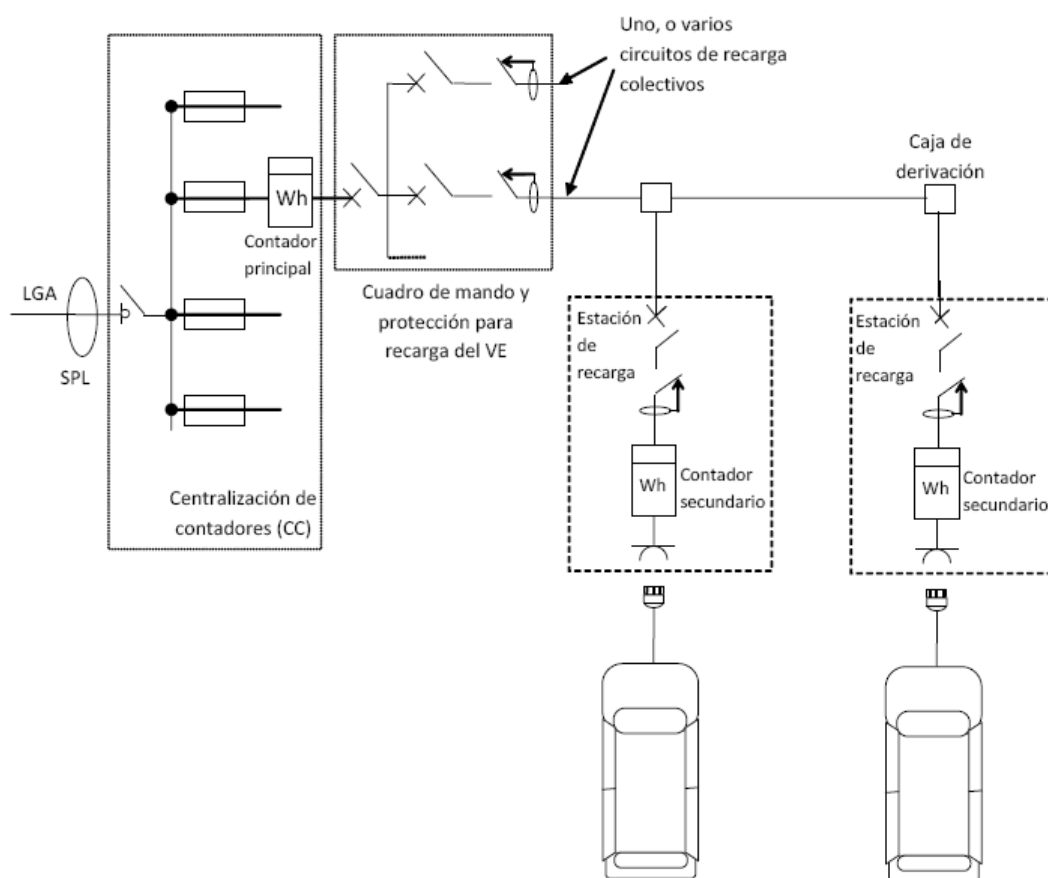 Uno, o varios
circuitos de recarga
colectivos
Caja de
derivación
Wh
Contador
principal
LGA
SPL
Cuadro de mando y
protección para
recarga del VE
Centralización de
contadores (CC)
Estación
de
recarga
Wh
Contador
secundario
Estación
de
recarga
Wh
Contador
secundario